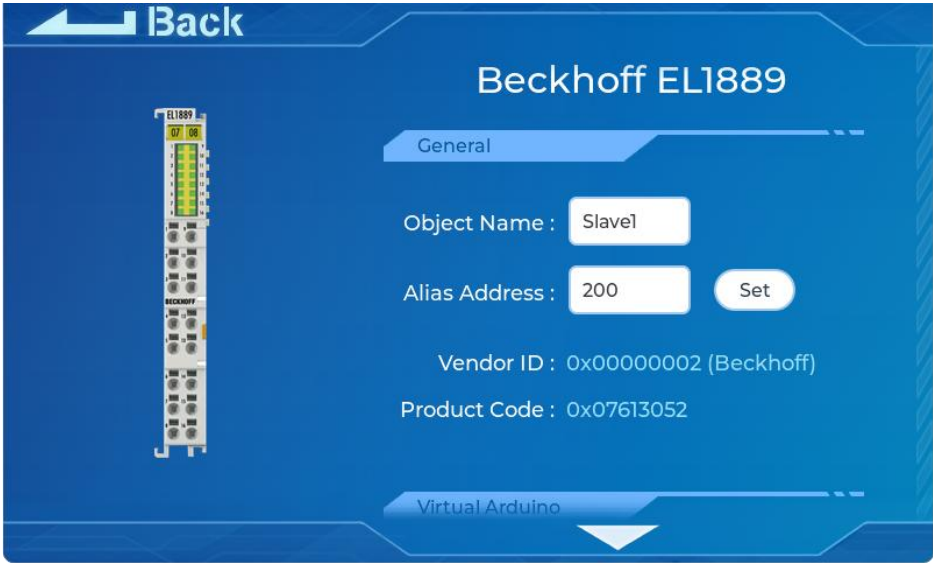 Back
Beckhoff EL1889
EL1889
07 08
General
Object Name : Slave1
Alias Address : 200 Set
BECKHOFF
Vendor ID : 0x00000002 (Beckhoff)
Product Code : 0x07613052
Virtual Arduino